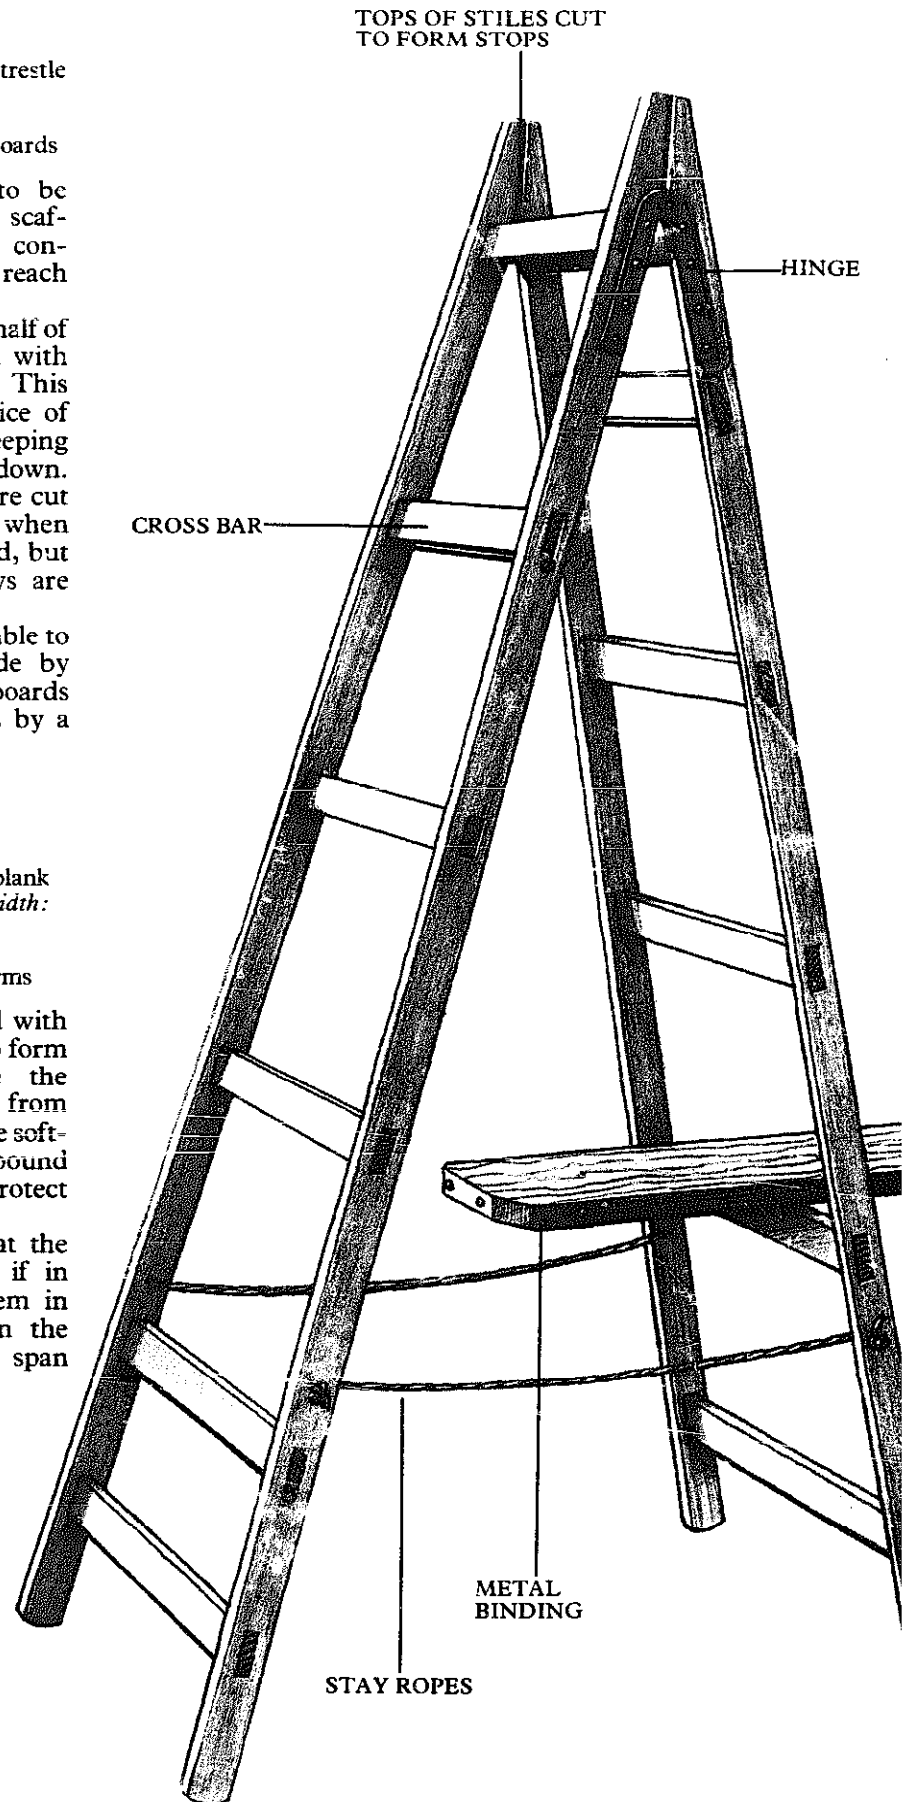 trestle
oards
to be
scaf-
con-
reach
half of
with
This
ice of
eeping
down.
re cut
when
d, but
ys are
able to
de by
boards
by a
plank
idth:
rms
d with
o form
the
from
e soft-
bound
rotect
at the
if in
em in
n the
span
TOPS OF STILES CUT
TO FORM STOPS
HINGE
CROSS BAR
METAL
BINDING
STAY ROPES